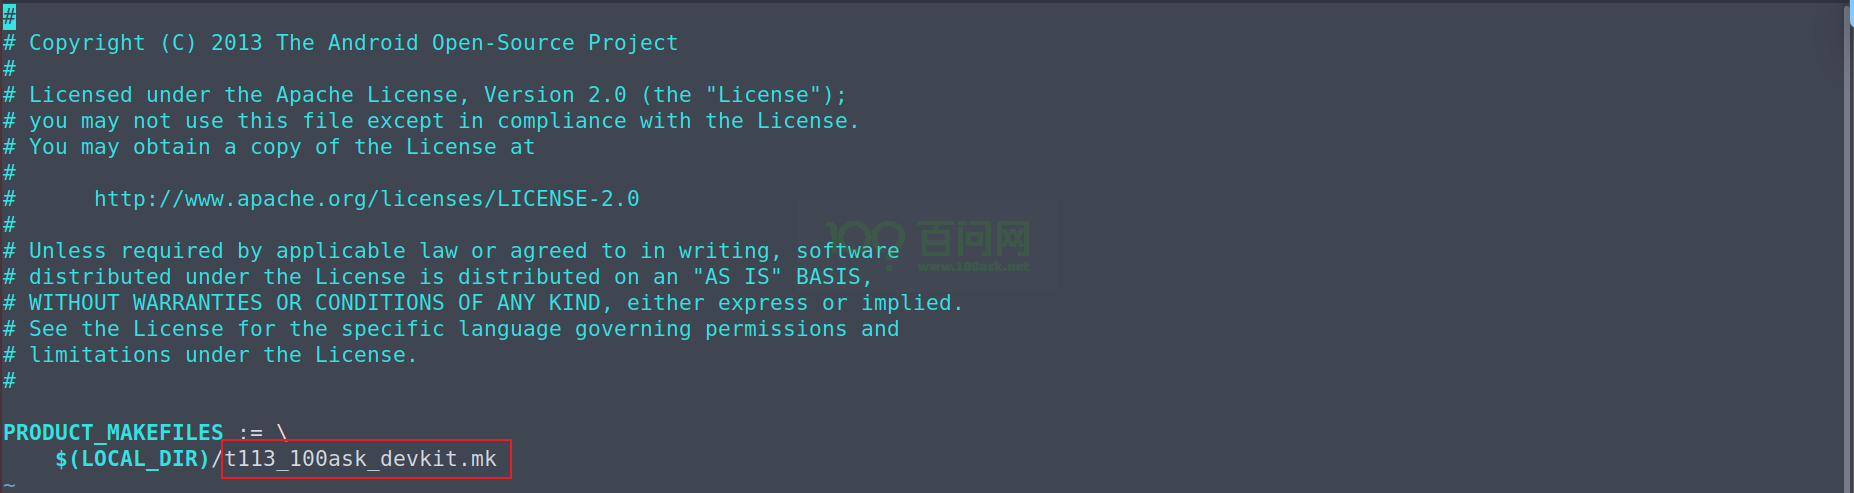 #
# Copyright (C) 2013 The Android Open-Source Project
#
# Licensed under the Apache License, Version 2.0 (the "License");
# you may not use this file except in compliance with the License.
# You may obtain a copy of the License at
#
#      http://www.apache.org/licenses/LICENSE-2.0
#
# Unless required by applicable law or agreed to in writing, software
# distributed under the License is distributed on an "AS IS" BASIS,
# WITHOUT WARRANTIES OR CONDITIONS OF ANY KIND, either express or implied.
# See the License for the specific language governing permissions and
# limitations under the License.
#
PRODUCT_MAKEFILES := \
    $(LOCAL_DIR)/t113_100ask_devkit.mk
~
百问网
www.100ask.net